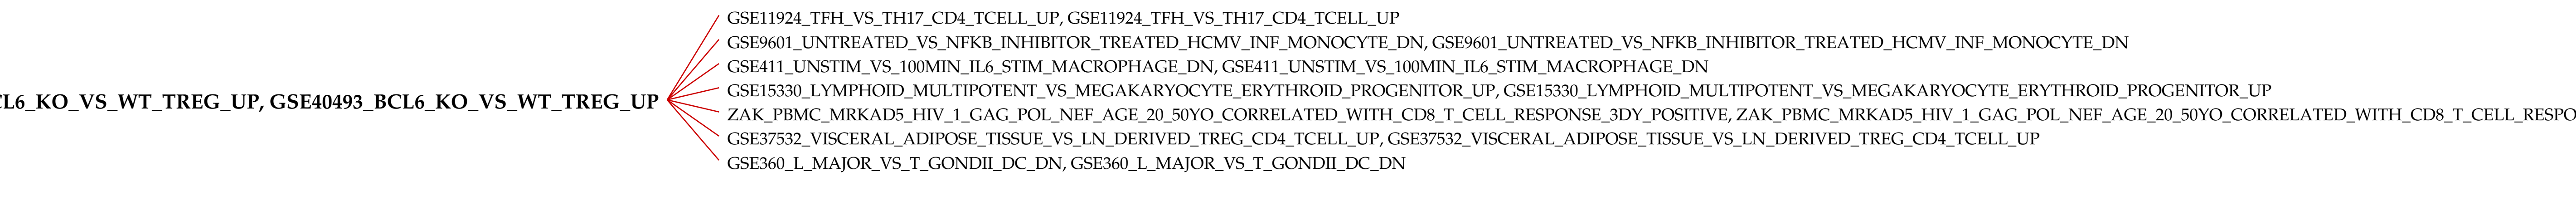 GSE11924_TFH_VS_TH17_CD4_TCELL_UP, GSE11924_TFH_VS_TH17_CD4_TCELL_UP
GSE9601_UNTREATED_VS_NFKB_INHIBITOR_TREATED_HCMV_INF_MONOCYTE_DN, GSE9601_UNTREATED_VS_NFKB_INHIBITOR_TREATED_HCMV_INF_MONOCYTE_DN
GSE411_UNSTIM_VS_100MIN_IL6_STIM_MACROPHAGE_DN, GSE411_UNSTIM_VS_100MIN_IL6_STIM_MACROPHAGE_DN
GSE15330_LYMPHOID_MULTIPOTENT_VS_MEGAKARYOCYTE_ERYTHROID_PROGENITOR_UP, GSE15330_LYMPHOID_MULTIPOTENT_VS_MEGAKARYOCYTE_ERYTHROID_PROGENITOR_UP
CL6_KO_VS_WT_TREG_UP, GSE40493_BCL6_KO_VS_WT_TREG_UP
ZAK_PBMC_MRKAD5_HIV_1_GAG_POL_NEF_AGE_20_50YO_CORRELATED_WITH_CD8_T_CELL_RESPONSE_3DY_POSITIVE, ZAK_PBMC_MRKAD5_HIV_1_GAG_POL_NEF_AGE_20_50YO_CORRELATED_WITH_CD8_T_CELL_RESPO
GSE37532_VISCERAL_ADIPOSE_TISSUE_VS_LN_DERIVED_TREG_CD4_TCELL_UP, GSE37532_VISCERAL_ADIPOSE_TISSUE_VS_LN_DERIVED_TREG_CD4_TCELL_UP
GSE360_L_MAJOR_VS_T_GONDII_DC_DN, GSE360_L_MAJOR_VS_T_GONDII_DC_DN